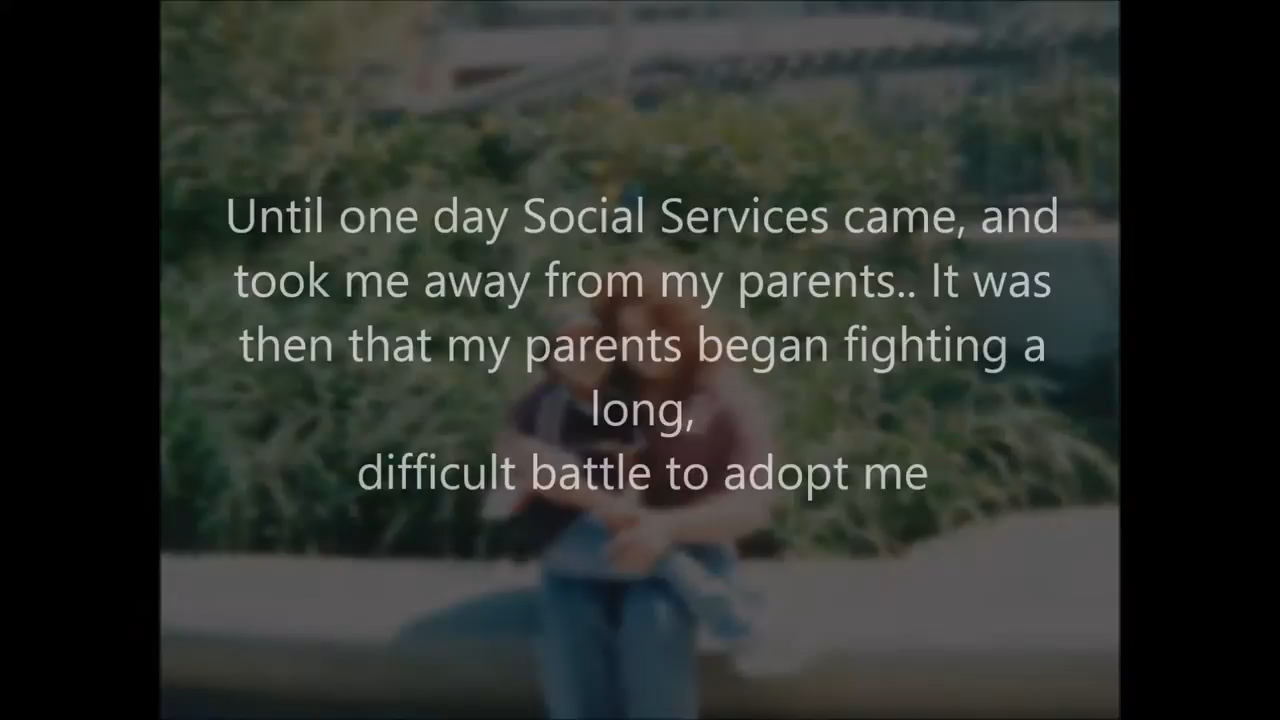 Until one day Social Services came, and
took me away from my parents.. It was
then that my parents began fighting a
long,
difficult battle to adopt me